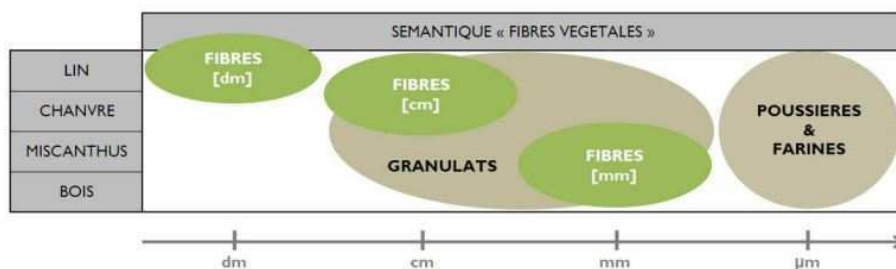 SEMANTIQUE « FIBRES VEGETALES »
LIN
CHANVRE
MISCANTHUS
BOIS
FIBRES
[dm]
FIBRES
[cm]
GRANULATS
FIBRES
[mm]
POUSSIERES
&
FARINES
dm
cm
mm
µm